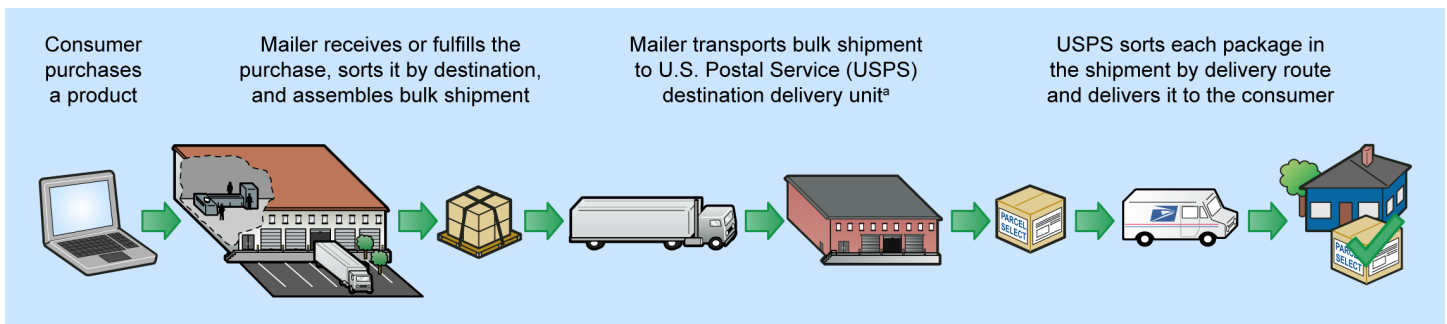 Consumer
purchases
a product
Mailer receives or fulfills the
purchase, sorts it by destination,
and assembles bulk shipment
Mailer transports bulk shipment
to U.S. Postal Service (USPS)
destination delivery unitᵃ
USPS sorts each package in
the shipment by delivery route
and delivers it to the consumer
PARCEL
SELECT
PARCEL
SELECT